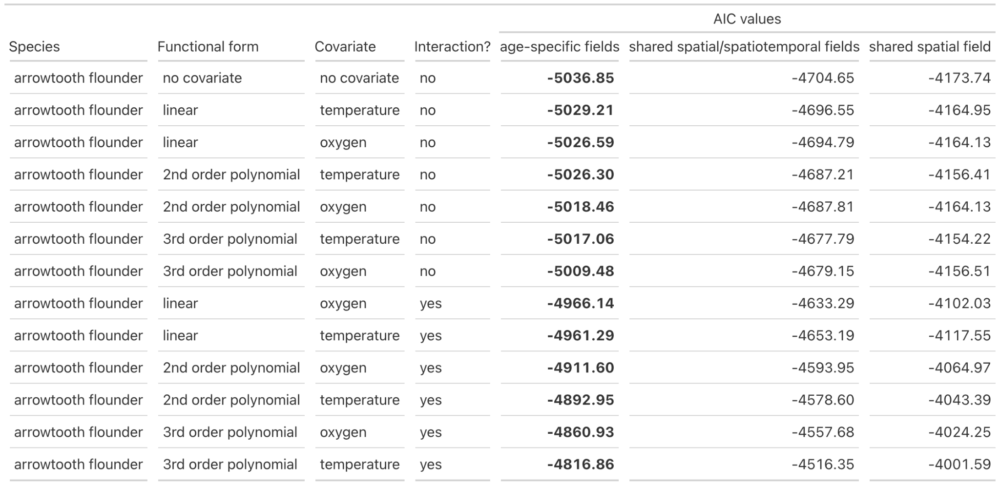 AIC values
Species Functional form Covariate Interaction? age-specific fields shared spatial/spatiotemporal fields shared spatial field
arrowtooth flounder no covariate no covariate no -5036.85 -4704.65 -4173.74
arrowtooth flounder linear temperature no -5029.21 -4696.55 -4164.95
arrowtooth flounder linear oxygen no -5026.59 -4694.79 -4164.13
arrowtooth flounder 2nd order polynomial temperature no -5026.30 -4687.21 -4156.41
arrowtooth flounder 2nd order polynomial oxygen no -5018.46 -4687.81 -4164.13
arrowtooth flounder 3rd order polynomial temperature no -5017.06 -4677.79 -4154.22
arrowtooth flounder 3rd order polynomial oxygen no -5009.48 -4679.15 -4156.51
arrowtooth flounder linear oxygen yes -4966.14 -4633.29 -4102.03
arrowtooth flounder linear temperature yes -4961.29 -4653.19 -4117.55
arrowtooth flounder 2nd order polynomial oxygen yes -4911.60 -4593.95 -4064.97
arrowtooth flounder 2nd order polynomial temperature yes -4892.95 -4578.60 -4043.39
arrowtooth flounder 3rd order polynomial oxygen yes -4860.93 -4557.68 -4024.25
arrowtooth flounder 3rd order polynomial temperature yes -4816.86 -4516.35 -4001.59